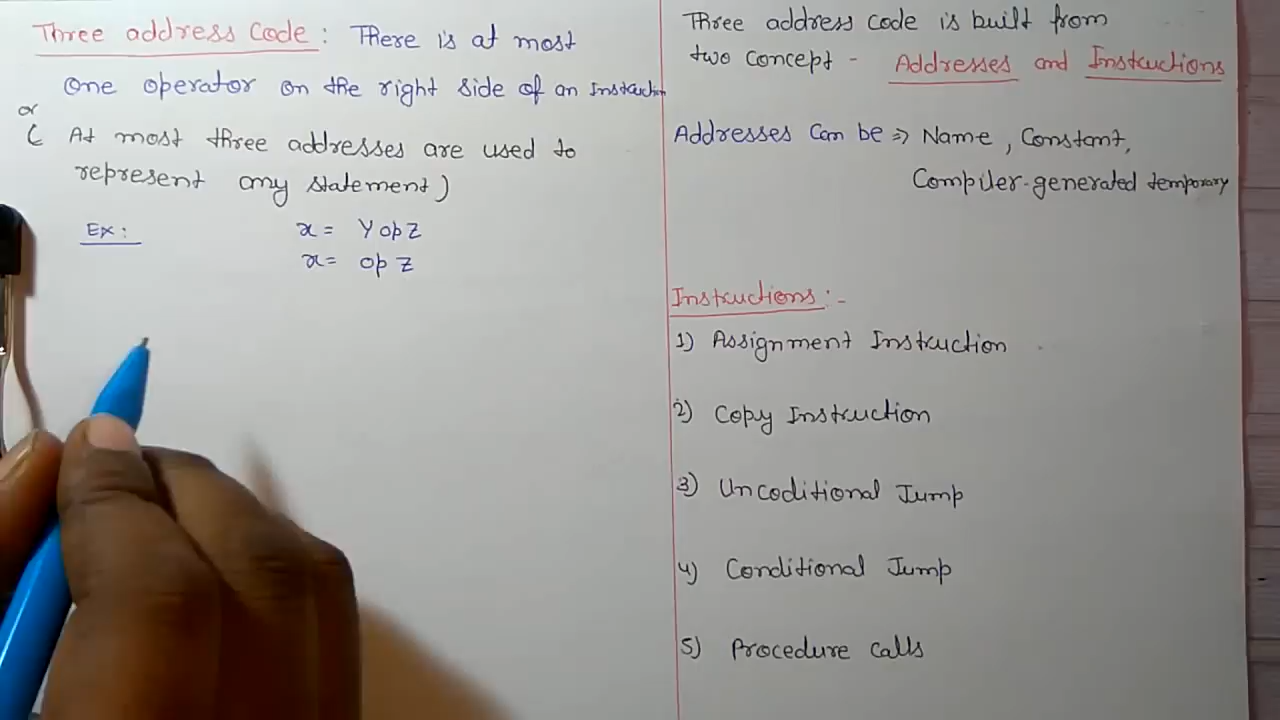 Three address Code : There is at most
one operator on the right side of an Instruction
or
( At most three addresses are used to
represent any statement)
Ex :
x = Y op Z
x = op Z
Three address code is built from
two concept - Addresses and Instructions
Addresses can be => Name , Constant,
Compiler-generated temporary
Instructions :-
1) Assignment Instruction
2) Copy Instruction
3) Uncoditional Jump
4) Conditional Jump
5) Procedure calls